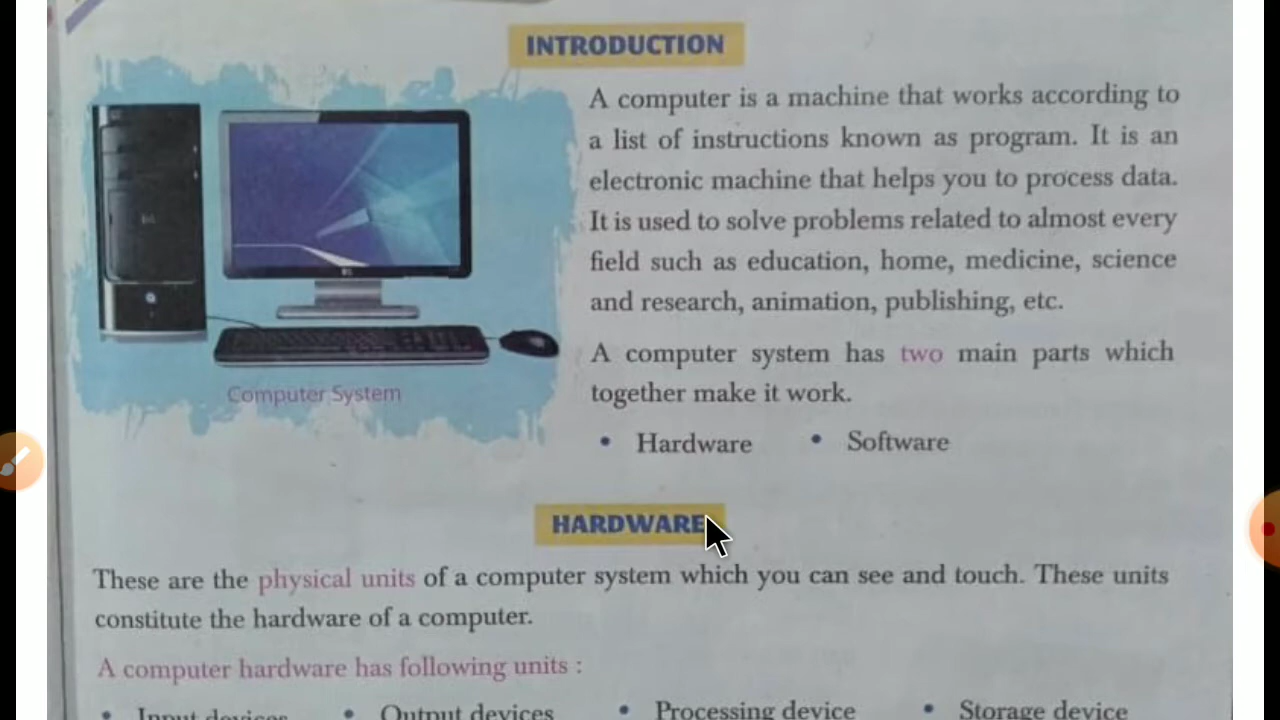 INTRODUCTION
A computer is a machine that works according to
a list of instructions known as program. It is an
electronic machine that helps you to process data.
It is used to solve problems related to almost every
field such as education, home, medicine, science
and research, animation, publishing, etc.
A computer system has two main parts which
together make it work.
• Hardware • Software
Computer System
HARDWARE
These are the physical units of a computer system which you can see and touch. These units
constitute the hardware of a computer.
A computer hardware has following units :
• Input devices • Output devices • Processing device • Storage device